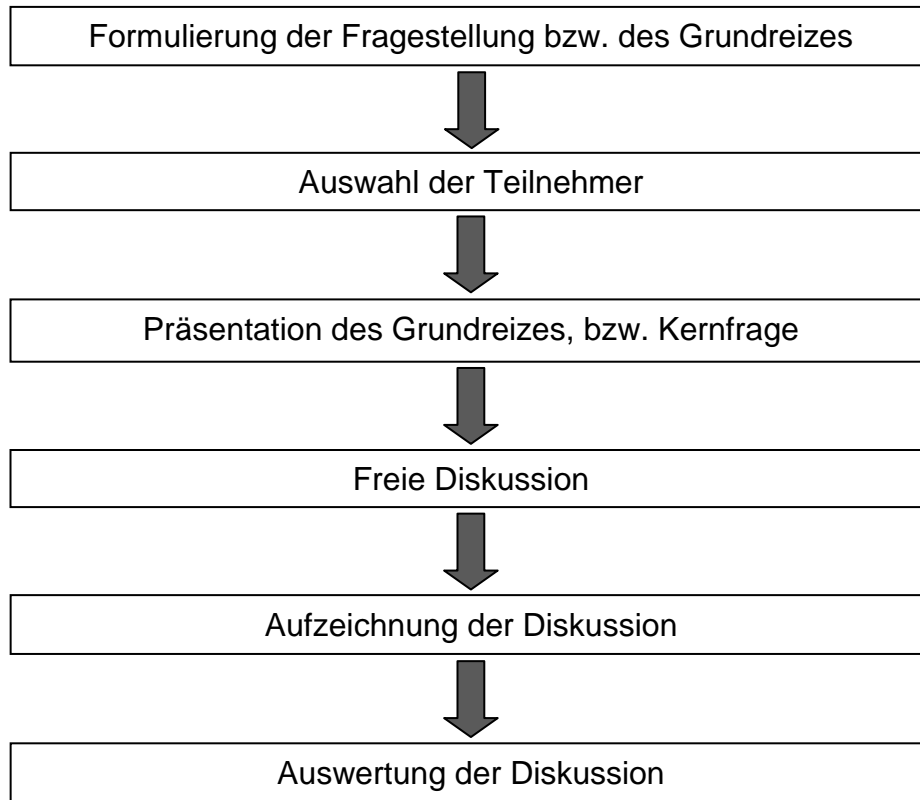 Formulierung der Fragestellung bzw. des Grundreizes
Auswahl der Teilnehmer
Präsentation des Grundreizes, bzw. Kernfrage
Freie Diskussion
Aufzeichnung der Diskussion
Auswertung der Diskussion